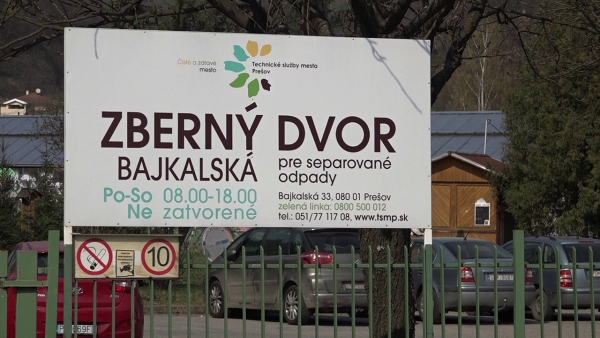 Čisté a zdravé mesto
Technické služby mesta Prešov
ZBERNÝ DVOR
BAJKALSKÁ
pre separované odpady
Po-So 08.00-18.00
Ne zatvorené
Bajkalská 33, 080 01 Prešov
zelená linka: 0800 500 012
tel.: 051/77 117 08, www.tsmp.sk
10